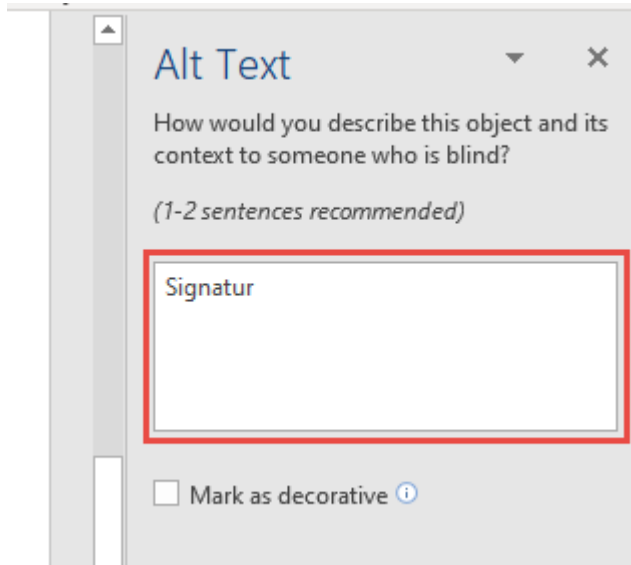 Alt Text
How would you describe this object and its
context to someone who is blind?
(1-2 sentences recommended)
Signatur
Mark as decorative